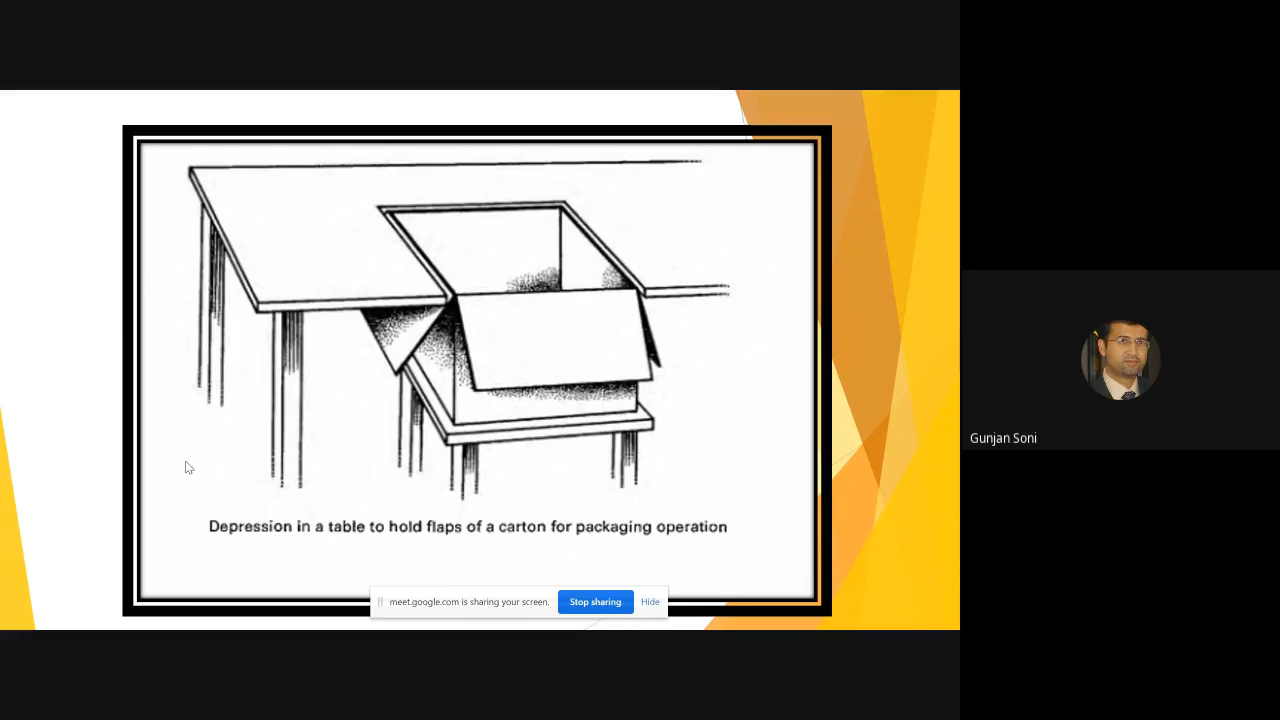 Depression in a table to hold flaps of a carton for packaging operation
meet.google.com is sharing your screen. Stop sharing Hide
Gunjan Soni